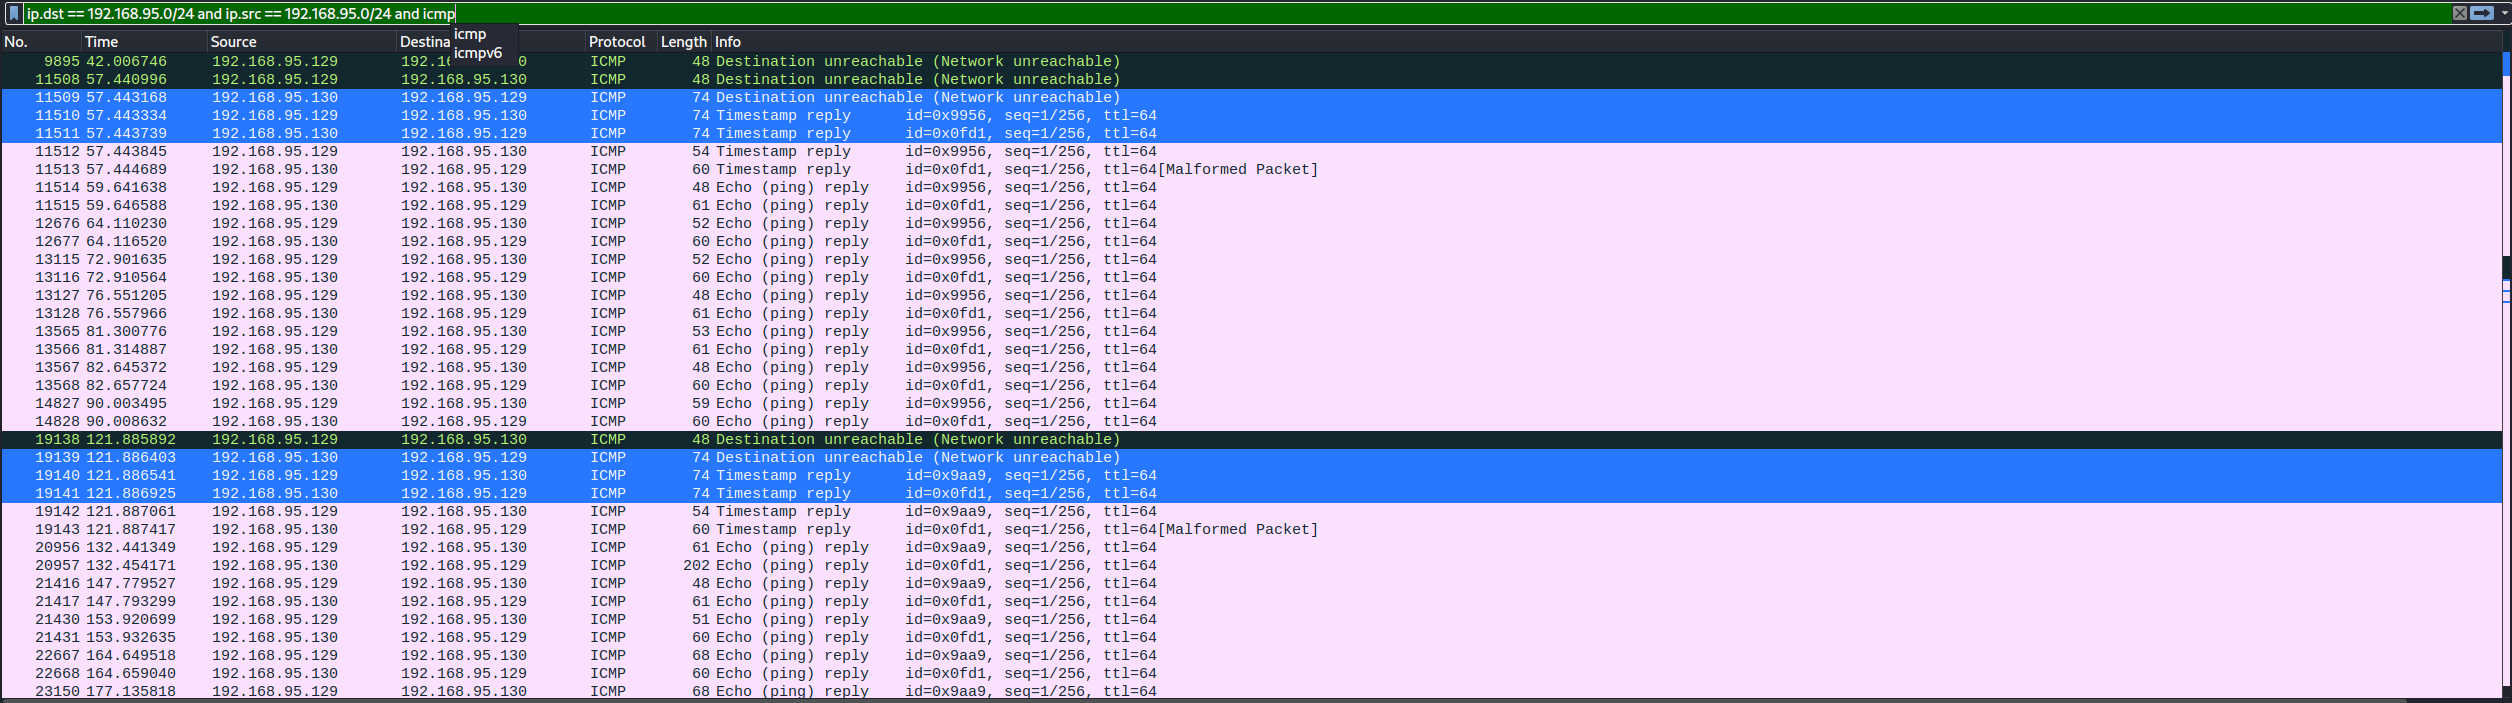 ip.dst == 192.168.95.0/24 and ip.src == 192.168.95.0/24 and icmp
icmp
icmpv6
No. Time Source Destina Protocol Length Info
9895 42.006746 192.168.95.129 192.1 0 ICMP 48 Destination unreachable (Network unreachable)
11508 57.440996 192.168.95.129 192.168.95.130 ICMP 48 Destination unreachable (Network unreachable)
11509 57.443168 192.168.95.130 192.168.95.129 ICMP 74 Destination unreachable (Network unreachable)
11510 57.443334 192.168.95.129 192.168.95.130 ICMP 74 Timestamp reply id=0x9956, seq=1/256, ttl=64
11511 57.443739 192.168.95.130 192.168.95.129 ICMP 74 Timestamp reply id=0x0fd1, seq=1/256, ttl=64
11512 57.443845 192.168.95.129 192.168.95.130 ICMP 54 Timestamp reply id=0x9956, seq=1/256, ttl=64
11513 57.444689 192.168.95.130 192.168.95.129 ICMP 60 Timestamp reply id=0x0fd1, seq=1/256, ttl=64[Malformed Packet]
11514 59.641638 192.168.95.129 192.168.95.130 ICMP 48 Echo (ping) reply id=0x9956, seq=1/256, ttl=64
11515 59.646588 192.168.95.130 192.168.95.129 ICMP 61 Echo (ping) reply id=0x0fd1, seq=1/256, ttl=64
12676 64.110230 192.168.95.129 192.168.95.130 ICMP 52 Echo (ping) reply id=0x9956, seq=1/256, ttl=64
12677 64.116520 192.168.95.130 192.168.95.129 ICMP 60 Echo (ping) reply id=0x0fd1, seq=1/256, ttl=64
13115 72.901635 192.168.95.129 192.168.95.130 ICMP 52 Echo (ping) reply id=0x9956, seq=1/256, ttl=64
13116 72.910564 192.168.95.130 192.168.95.129 ICMP 60 Echo (ping) reply id=0x0fd1, seq=1/256, ttl=64
13127 76.551205 192.168.95.129 192.168.95.130 ICMP 48 Echo (ping) reply id=0x9956, seq=1/256, ttl=64
13128 76.557966 192.168.95.130 192.168.95.129 ICMP 61 Echo (ping) reply id=0x0fd1, seq=1/256, ttl=64
13565 81.300776 192.168.95.129 192.168.95.130 ICMP 53 Echo (ping) reply id=0x9956, seq=1/256, ttl=64
13566 81.314887 192.168.95.130 192.168.95.129 ICMP 61 Echo (ping) reply id=0x0fd1, seq=1/256, ttl=64
13567 82.645372 192.168.95.129 192.168.95.130 ICMP 48 Echo (ping) reply id=0x9956, seq=1/256, ttl=64
13568 82.657724 192.168.95.130 192.168.95.129 ICMP 60 Echo (ping) reply id=0x0fd1, seq=1/256, ttl=64
14827 90.003495 192.168.95.129 192.168.95.130 ICMP 59 Echo (ping) reply id=0x9956, seq=1/256, ttl=64
14828 90.008632 192.168.95.130 192.168.95.129 ICMP 60 Echo (ping) reply id=0x0fd1, seq=1/256, ttl=64
19138 121.885892 192.168.95.129 192.168.95.130 ICMP 48 Destination unreachable (Network unreachable)
19139 121.886403 192.168.95.130 192.168.95.129 ICMP 74 Destination unreachable (Network unreachable)
19140 121.886541 192.168.95.129 192.168.95.130 ICMP 74 Timestamp reply id=0x9aa9, seq=1/256, ttl=64
19141 121.886925 192.168.95.130 192.168.95.129 ICMP 74 Timestamp reply id=0x0fd1, seq=1/256, ttl=64
19142 121.887061 192.168.95.129 192.168.95.130 ICMP 54 Timestamp reply id=0x9aa9, seq=1/256, ttl=64
19143 121.887417 192.168.95.130 192.168.95.129 ICMP 60 Timestamp reply id=0x0fd1, seq=1/256, ttl=64[Malformed Packet]
20956 132.441349 192.168.95.129 192.168.95.130 ICMP 61 Echo (ping) reply id=0x9aa9, seq=1/256, ttl=64
20957 132.454171 192.168.95.130 192.168.95.129 ICMP 202 Echo (ping) reply id=0x0fd1, seq=1/256, ttl=64
21416 147.779527 192.168.95.129 192.168.95.130 ICMP 48 Echo (ping) reply id=0x9aa9, seq=1/256, ttl=64
21417 147.793299 192.168.95.130 192.168.95.129 ICMP 61 Echo (ping) reply id=0x0fd1, seq=1/256, ttl=64
21430 153.920699 192.168.95.129 192.168.95.130 ICMP 51 Echo (ping) reply id=0x9aa9, seq=1/256, ttl=64
21431 153.932635 192.168.95.130 192.168.95.129 ICMP 60 Echo (ping) reply id=0x0fd1, seq=1/256, ttl=64
22667 164.649518 192.168.95.129 192.168.95.130 ICMP 68 Echo (ping) reply id=0x9aa9, seq=1/256, ttl=64
22668 164.659040 192.168.95.130 192.168.95.129 ICMP 60 Echo (ping) reply id=0x0fd1, seq=1/256, ttl=64
23150 177.135818 192.168.95.129 192.168.95.130 ICMP 68 Echo (ping) reply id=0x9aa9, seq=1/256, ttl=64